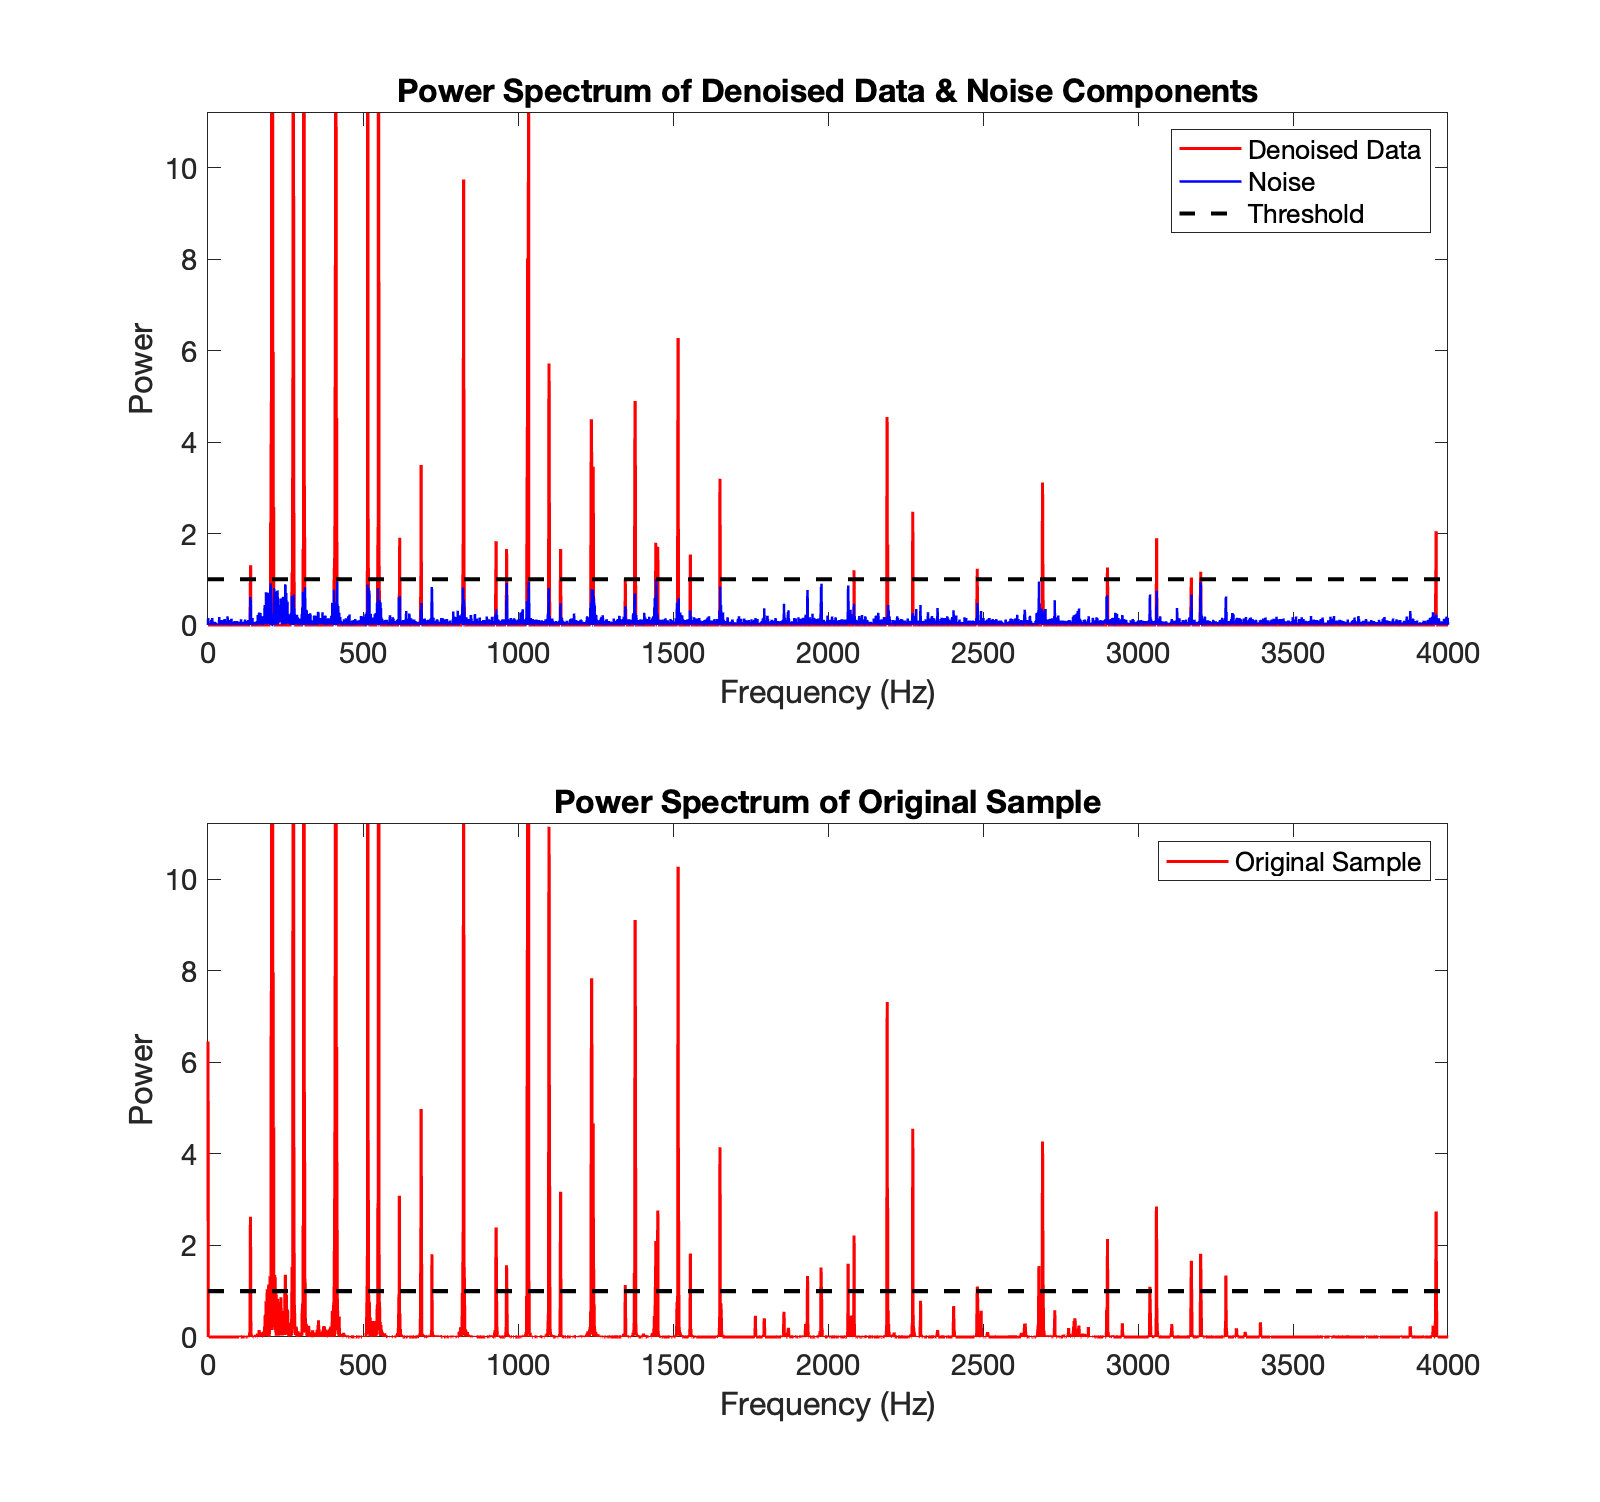 Power Spectrum of Denoised Data & Noise Components
Denoised Data
Noise
Threshold
10
8
6
4
2
0
Power
0 500 1000 1500 2000 2500 3000 3500 4000
Frequency (Hz)
Power Spectrum of Original Sample
Original Sample
10
8
6
4
2
0
Power
0 500 1000 1500 2000 2500 3000 3500 4000
Frequency (Hz)